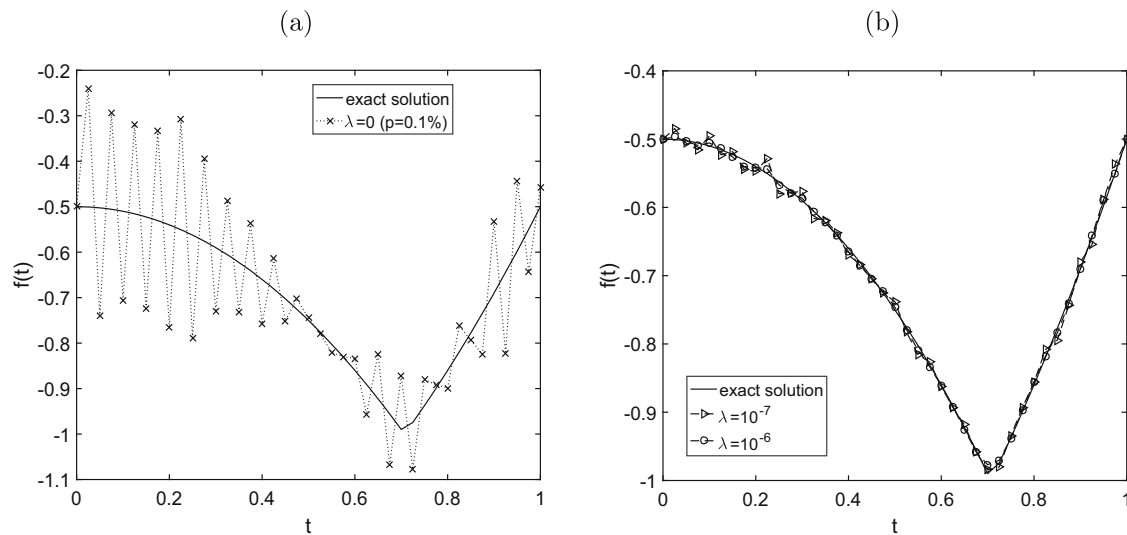 (a)
-0.2
-0.3
-0.4
-0.5
-0.6
-0.7
-0.8
-0.9
-1
-1.1
f(t)
exact solution
λ=0 (p=0.1%)
0 0.2 0.4 0.6 0.8 1
t
(b)
-0.4
-0.5
-0.6
-0.7
-0.8
-0.9
-1
f(t)
exact solution
λ=10⁻⁷
λ=10⁻⁶
0 0.2 0.4 0.6 0.8 1
t